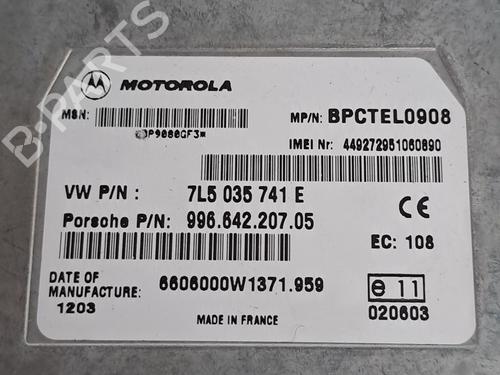 MOTOROLA
MSN:
MP/N: BPCTEL0908
IMEI Nr: 449272951060890
VW P/N : 7L5 035 741 E
Porsche P/N: 996.642.207.05
EC: 108
DATE OF MANUFACTURE:
1203
6606000W1371.959
e 11
020603
MADE IN FRANCE
B-PARTS